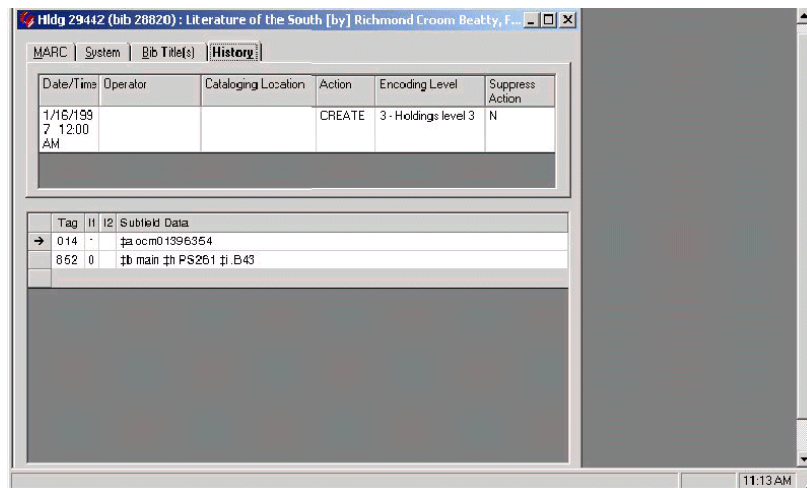 Hldg 29442 (bib 28820) : Literature of the South [by] Richmond Croom Beatty, F...
MARC System Bib Title(s) History
Date/Time Operator Cataloging Location Action Encoding Level Suppress
Action
1/16/199 CREATE 3 - Holdings level 3 N
7 12:00
AM
Tag I1 I2 Subfield Data
014 ‡a ocm01396354
852 0 ‡b main ‡h PS261 ‡i .B43
11:13 AM